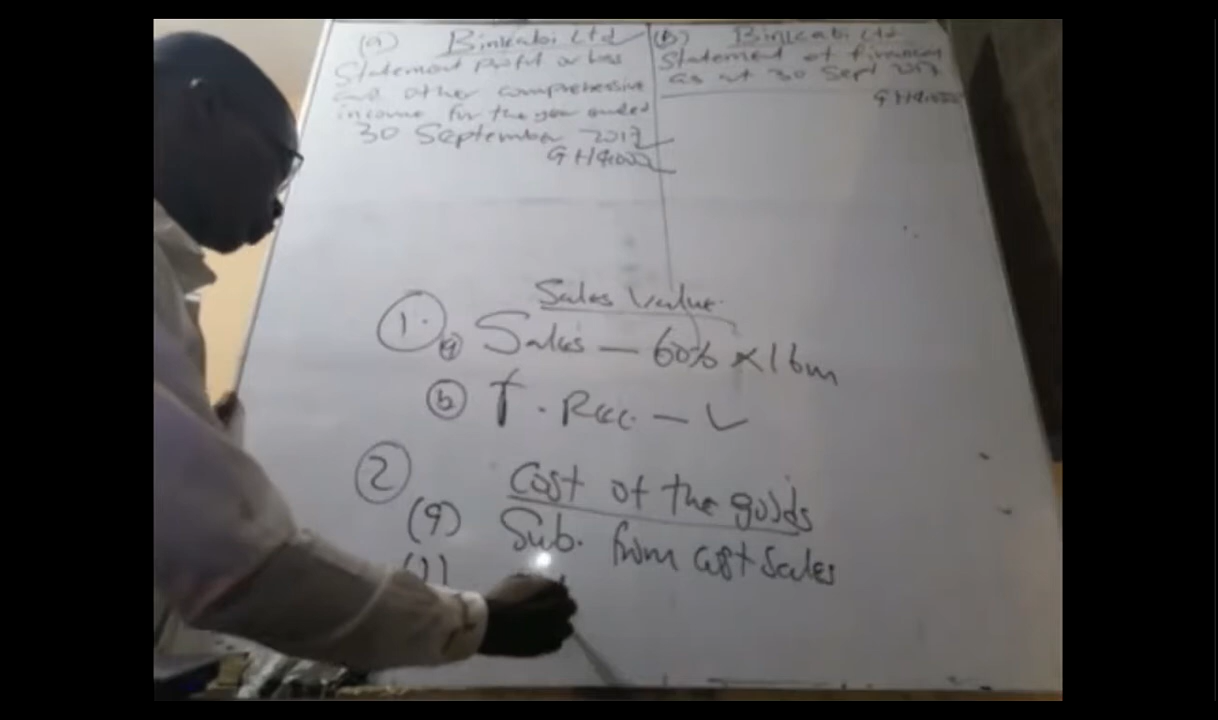 (a) Binkabi Ltd
Statement profit or loss
and other comprehensive
income for the year ended
30 September 2017
GH¢'000
(b) Binkabi Ltd
Statement of financial
as at 30 Sept 2017
GH¢'000
Sales Value
1. (a) Sales – 60% × 16m
(b) T. Rec. –
2 Cost of the goods
(a) Sub. from cost Sales